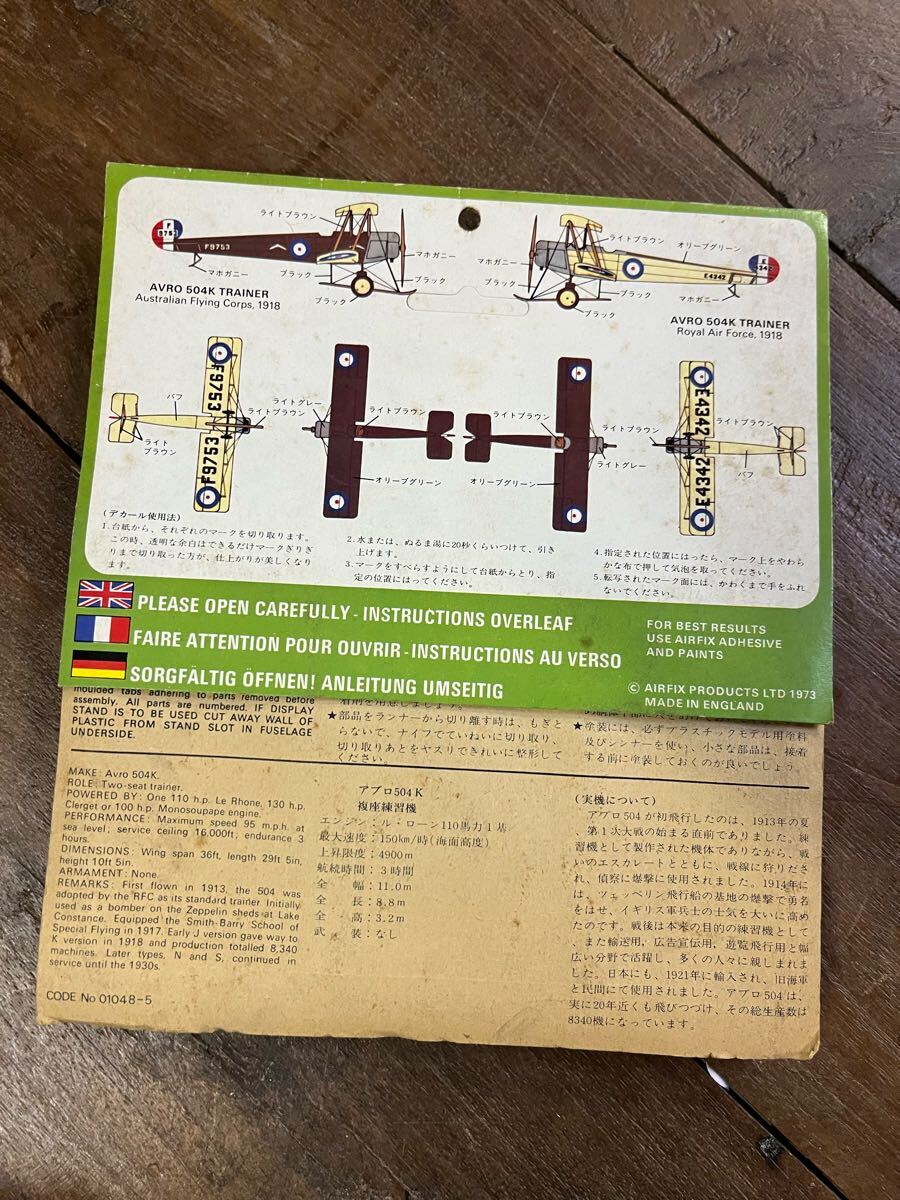 ライトブラウン
F
9753
F9753
マホガニー
マホガニー
ブラック
ブラック
AVRO 504K TRAINER
Australian Flying Corps, 1918
ライトブラウン
オリーブグリーン
マホガニー
E
4342
E4342
ブラック
マホガニー
ブラック
AVRO 504K TRAINER
Royal Air Force, 1918
バフ
F9753
F9753
ライトグレー
ライトブラウン
ライトブラウン
ライト
ブラウン
オリーブグリーン
ライトブラウン
オリーブグリーン
ライトグレー
E4342
E4342
ライトブラウン
バフ
(デカール使用法)
1.台紙から、それぞれのマークを切り取ります。
この時、透明な余白はできるだけマークぎりぎ
りまで切り取った方が、仕上がりが美しくなり
ます。
2.水または、ぬるま湯に20秒くらいつけて、引き
上げます。
3.マークをすべらすようにして台紙からとり、指
定の位置にはってください。
4.指定された位置にはったら、マーク上をやわら
かな布で押して気泡を取ってください。
5.転写されたマーク面には、かわくまで手をふれ
ないでください。
PLEASE OPEN CAREFULLY - INSTRUCTIONS OVERLEAF
FAIRE ATTENTION POUR OUVRIR - INSTRUCTIONS AU VERSO
SORGFÄLTIG ÖFFNEN! ANLEITUNG UMSEITIG
FOR BEST RESULTS
USE AIRFIX ADHESIVE
AND PAINTS
© AIRFIX PRODUCTS LTD 1973
MADE IN ENGLAND
moulded tabs adhering to parts removed before
assembly. All parts are numbered. IF DISPLAY
STAND IS TO BE USED CUT AWAY WALL OF
PLASTIC FROM STAND SLOT IN FUSELAGE
UNDERSIDE.
★部品をランナーから切り離す時は、もぎと
らないで、ナイフでていねいに切り取り、
切り取りあとをヤスリできれいに整形して
ください。
★塗装には、必ずプラスチックモデル用塗料
及びシンナーを使い、小さな部品は、接着
する前に塗装しておくのが良いでしょう。
MAKE: Avro 504K.
ROLE: Two-seat trainer.
POWERED BY: One 110 h.p. Le Rhone, 130 h.p.
Clerget or 100 h.p. Monosoupape engine.
PERFORMANCE: Maximum speed 95 m.p.h. at
sea level; service ceiling 16,000ft; endurance 3
hours.
DIMENSIONS: Wing span 36ft, length 29ft 5in,
height 10ft 5in.
ARMAMENT: None.
REMARKS: First flown in 1913, the 504 was
adopted by the RFC as its standard trainer. Initially
used as a bomber on the Zeppelin sheds at Lake
Constance. Equipped the Smith-Barry School of
Special Flying in 1917. Early J version gave way to
K version in 1918 and production totalled 8,340
machines. Later types, N and S, continued in
service until the 1930s.
CODE No 01048-5
アブロ504K
複座練習機
エンジン：ル・ローン110馬力1基
最大速度：150km/時(海面高度)
上昇限度：4900m
航続時間：3時間
全 幅：11.0m
全 長：8.8m
全 高：3.2m
武 装：なし
(実機について)
アブロ504が初飛行したのは、1913年の夏、
第1次大戦の始まる直前でありました。練
習機として製作された機体でありながら、戦
いのエスカレートとともに、戦線に狩りださ
れ、偵察に爆撃に使用されました。1914年に
は、ツェッペリン飛行船の基地の爆撃で勇名
をはせ、イギリス軍兵士の士気を大いに高め
たのです。戦後は本来の目的の練習機として
、また輸送用、広告宣伝用、遊覧飛行用と幅
広い分野で活躍し、多くの人々に親しまれま
した。日本にも、1921年に輸入され、旧海軍
と民間にて使用されました。アブロ504は、
実に20年近くも飛びつづけ、その総生産数は
8340機になっています。